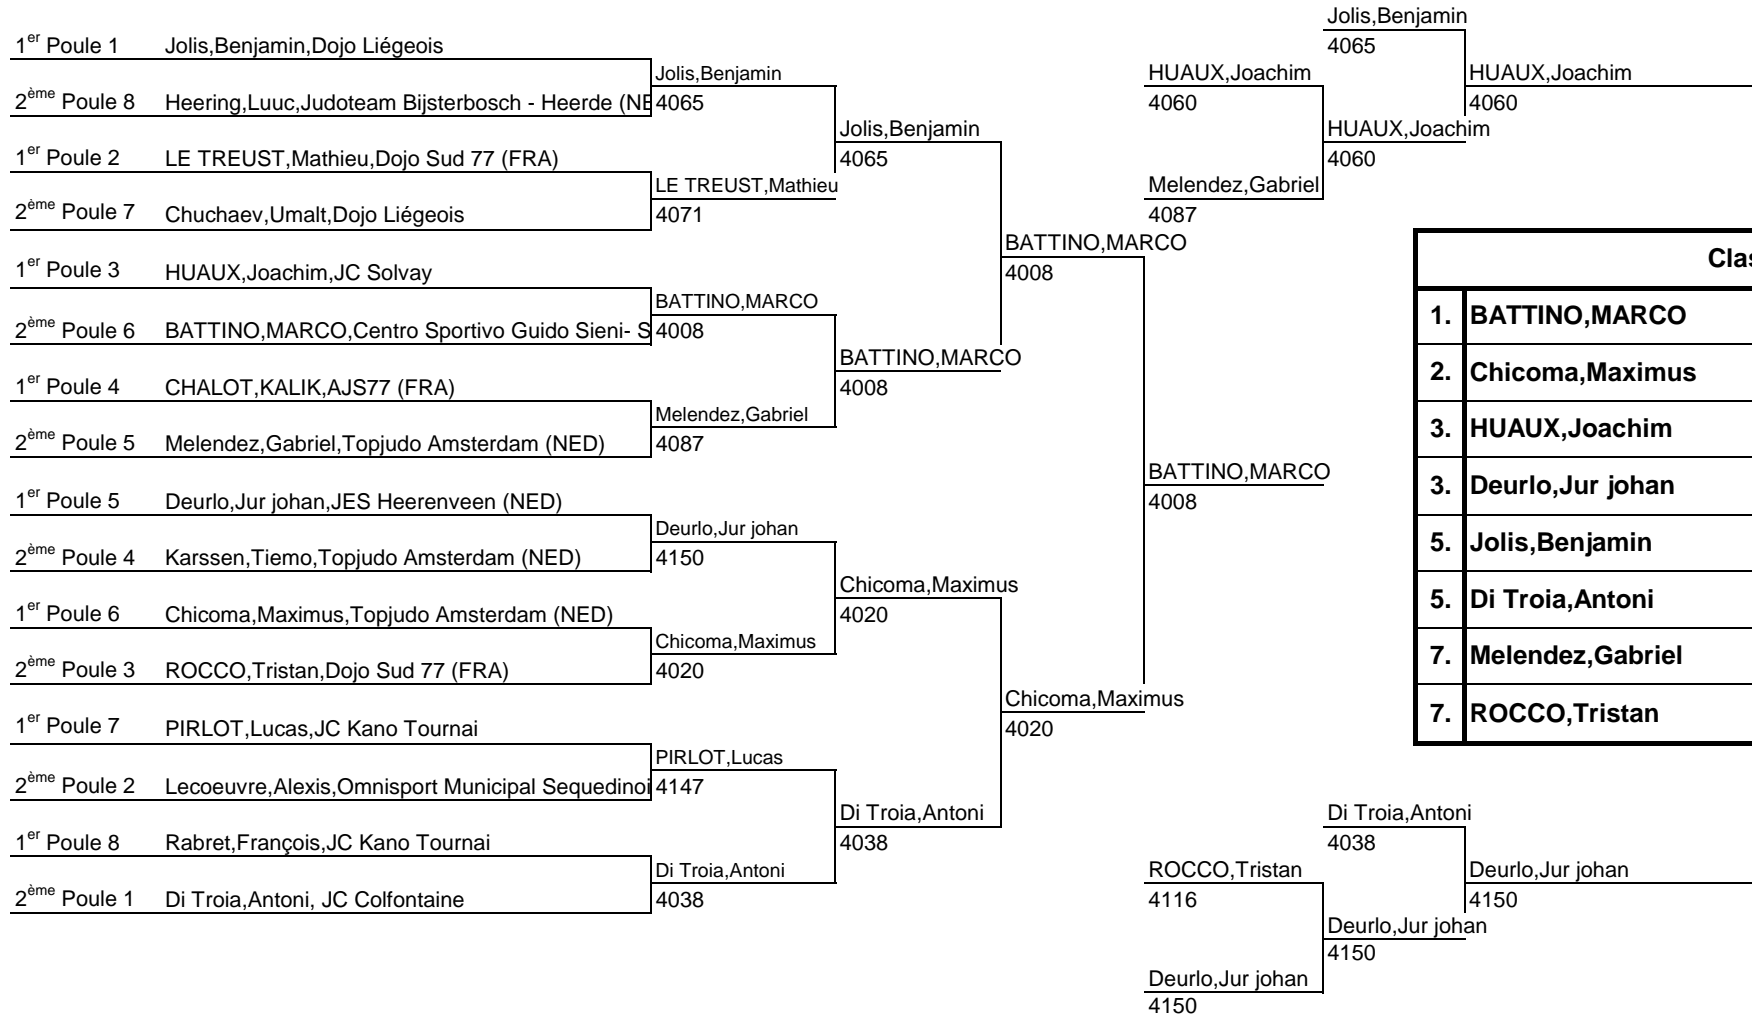 1er Poule 1 Jolis,Benjamin,Dojo Liégeois
2ème Poule 8 Heering,Luuc,Judoteam Bijsterbosch - Heerde (NE
1er Poule 2 LE TREUST,Mathieu,Dojo Sud 77 (FRA)
2ème Poule 7 Chuchaev,Umalt,Dojo Liégeois
1er Poule 3 HUAUX,Joachim,JC Solvay
2ème Poule 6 BATTINO,MARCO,Centro Sportivo Guido Sieni- S
1er Poule 4 CHALOT,KALIK,AJS77 (FRA)
2ème Poule 5 Melendez,Gabriel,Topjudo Amsterdam (NED)
1er Poule 5 Deurlo,Jur johan,JES Heerenveen (NED)
2ème Poule 4 Karssen,Tiemo,Topjudo Amsterdam (NED)
1er Poule 6 Chicoma,Maximus,Topjudo Amsterdam (NED)
2ème Poule 3 ROCCO,Tristan,Dojo Sud 77 (FRA)
1er Poule 7 PIRLOT,Lucas,JC Kano Tournai
2ème Poule 2 Lecoeuvre,Alexis,Omnisport Municipal Sequedinoi
1er Poule 8 Rabret,François,JC Kano Tournai
2ème Poule 1 Di Troia,Antoni, JC Colfontaine
Jolis,Benjamin
4065
LE TREUST,Mathieu
4071
BATTINO,MARCO
4008
Melendez,Gabriel
4087
Deurlo,Jur johan
4150
Chicoma,Maximus
4020
PIRLOT,Lucas
4147
Di Troia,Antoni
4038
Jolis,Benjamin
4065
BATTINO,MARCO
4008
Chicoma,Maximus
4020
Di Troia,Antoni
4038
BATTINO,MARCO
4008
Chicoma,Maximus
4020
BATTINO,MARCO
4008
HUAUX,Joachim
4060
Melendez,Gabriel
4087
Jolis,Benjamin
4065
HUAUX,Joachim
4060
HUAUX,Joachim
4060
Clas
1. BATTINO,MARCO
2. Chicoma,Maximus
3. HUAUX,Joachim
3. Deurlo,Jur johan
5. Jolis,Benjamin
5. Di Troia,Antoni
7. Melendez,Gabriel
7. ROCCO,Tristan
ROCCO,Tristan
4116
Deurlo,Jur johan
4150
Di Troia,Antoni
4038
Deurlo,Jur johan
4150
Deurlo,Jur johan
4150